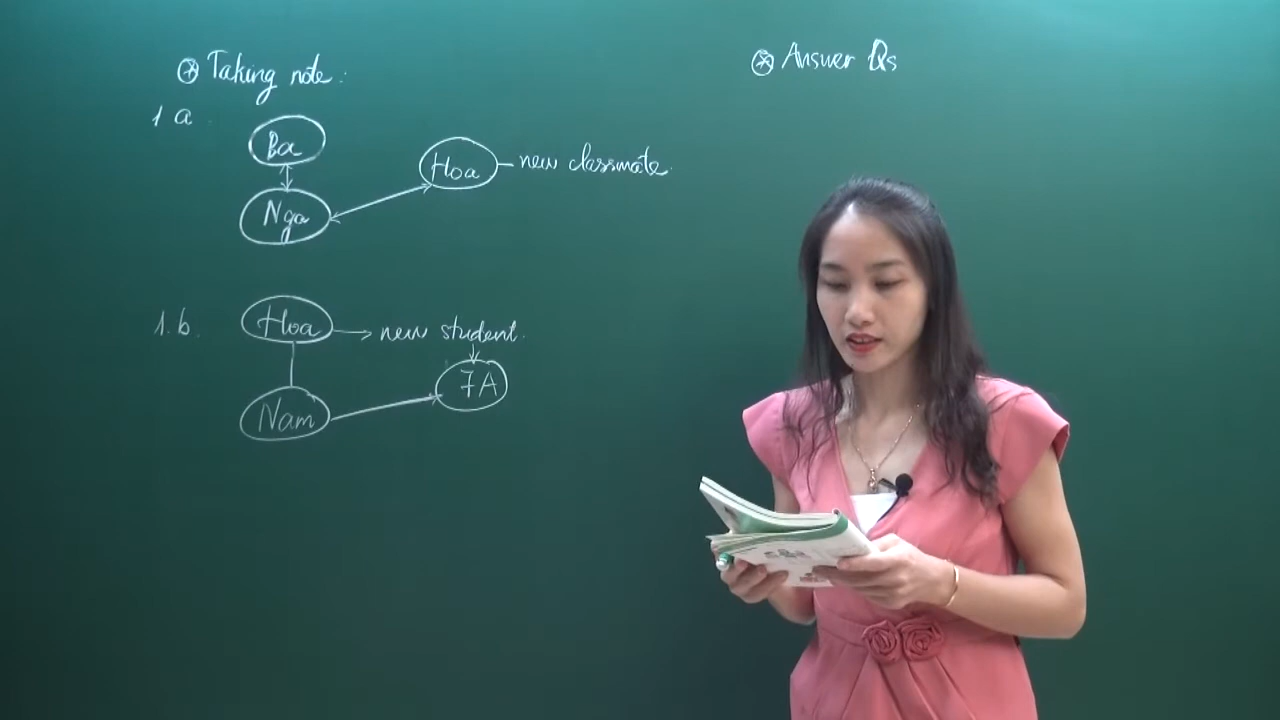 ⊛ Taking note:
1 a.
Ba
Nga
Hoa
new classmate.
1.b.
Hoa
new student.
Nam
7A
⊛ Answer Qs